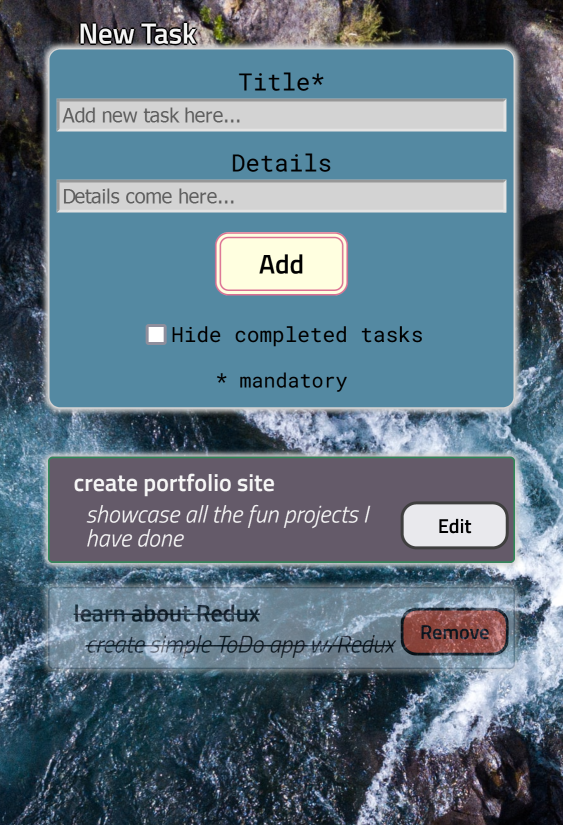 New Task
Title*
Add new task here...
Details
Details come here...
Add
Hide completed tasks
* mandatory
create portfolio site
showcase all the fun projects I
have done
Edit
learn about Redux
create simple ToDo app w/Redux
Remove